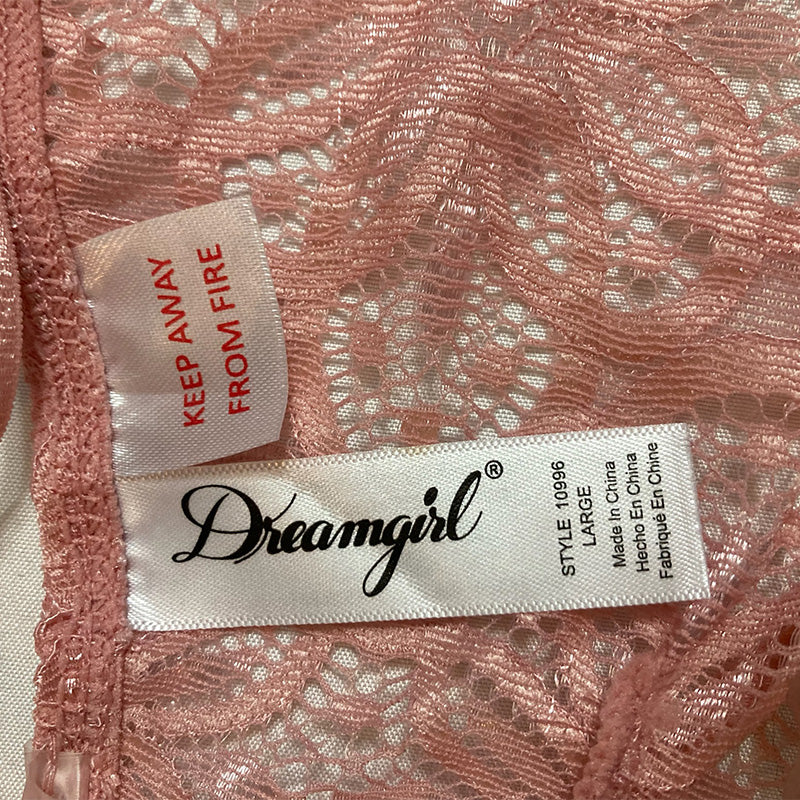 KEEP AWAY
FROM FIRE
Dreamgirl®
STYLE 10996
LARGE
Made In China
Hecho En China
Fabriqué En Chine